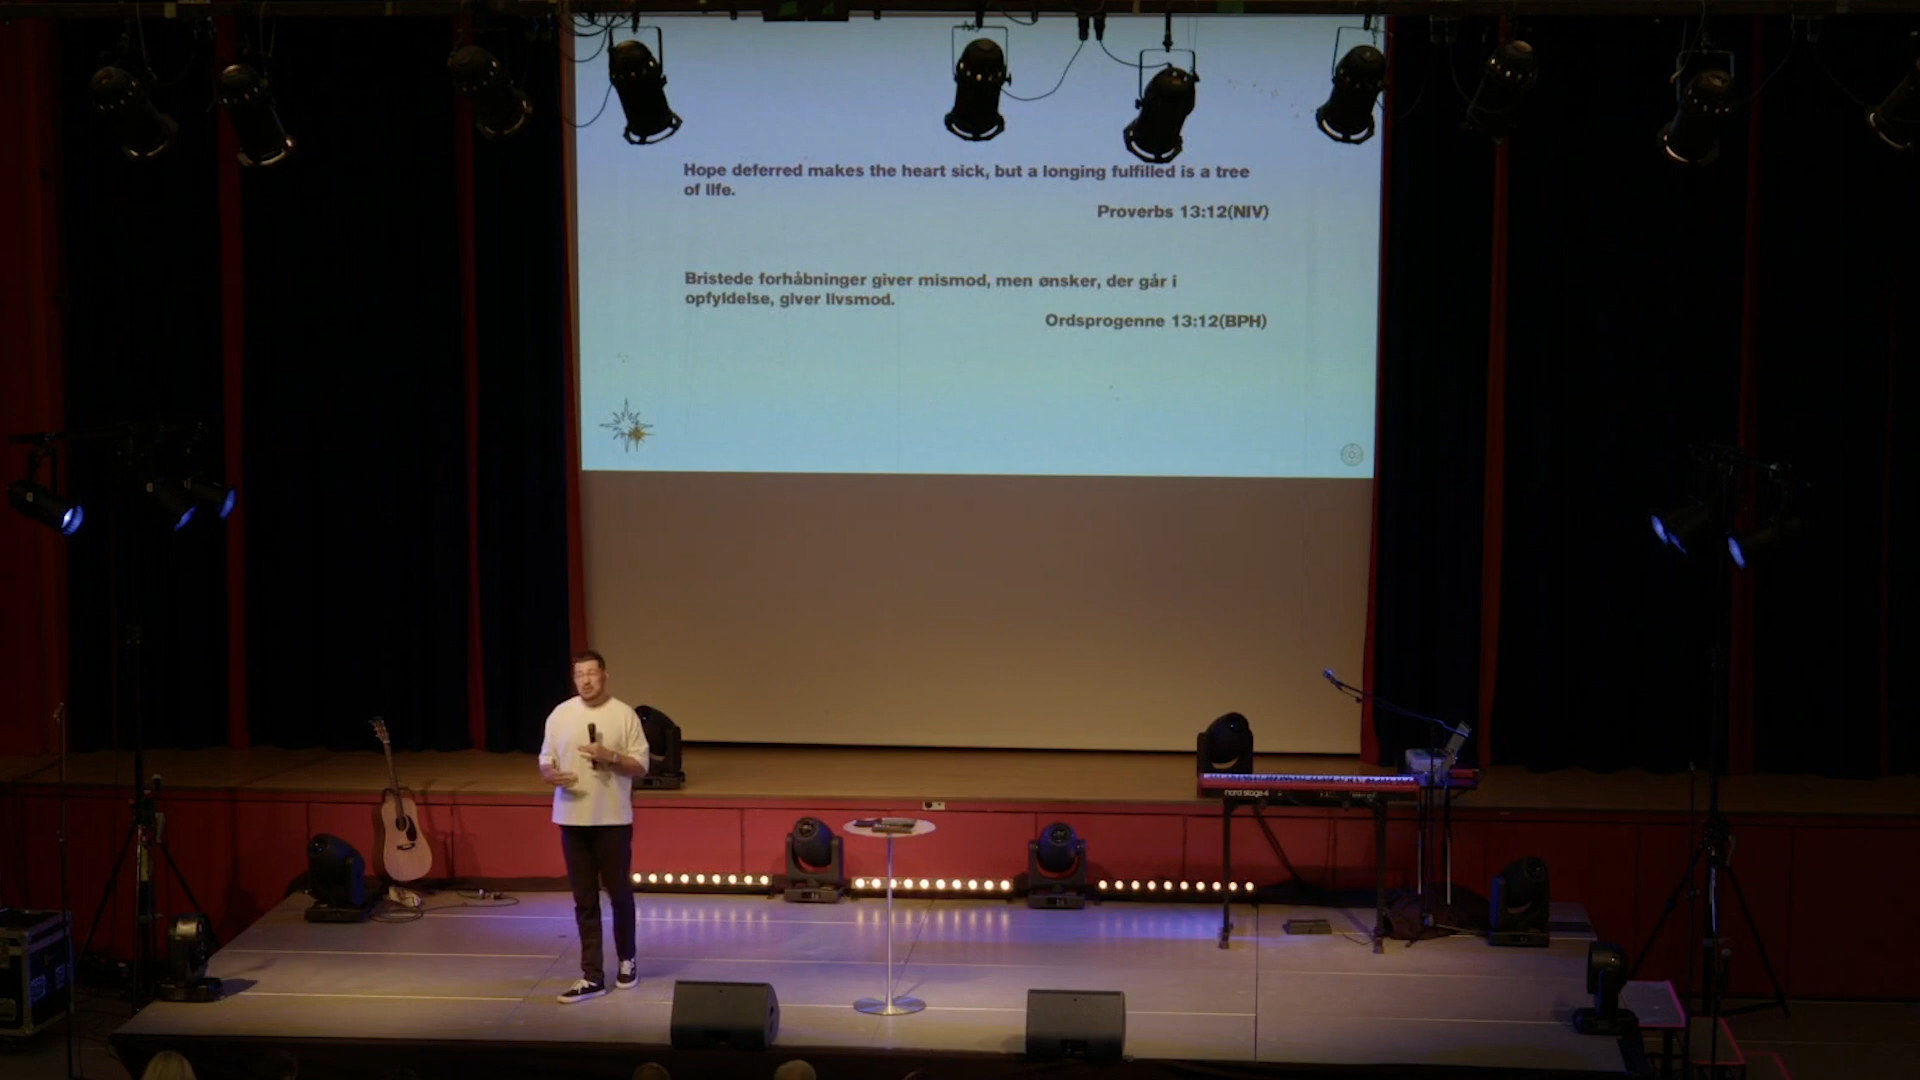 Hope deferred makes the heart sick, but a longing fulfilled is a tree
of life.
Proverbs 13:12(NIV)
Bristede forhåbninger giver mismod, men ønsker, der går i
opfyldelse, giver livsmod.
Ordsprogenne 13:12(BPH)
nord stage 4